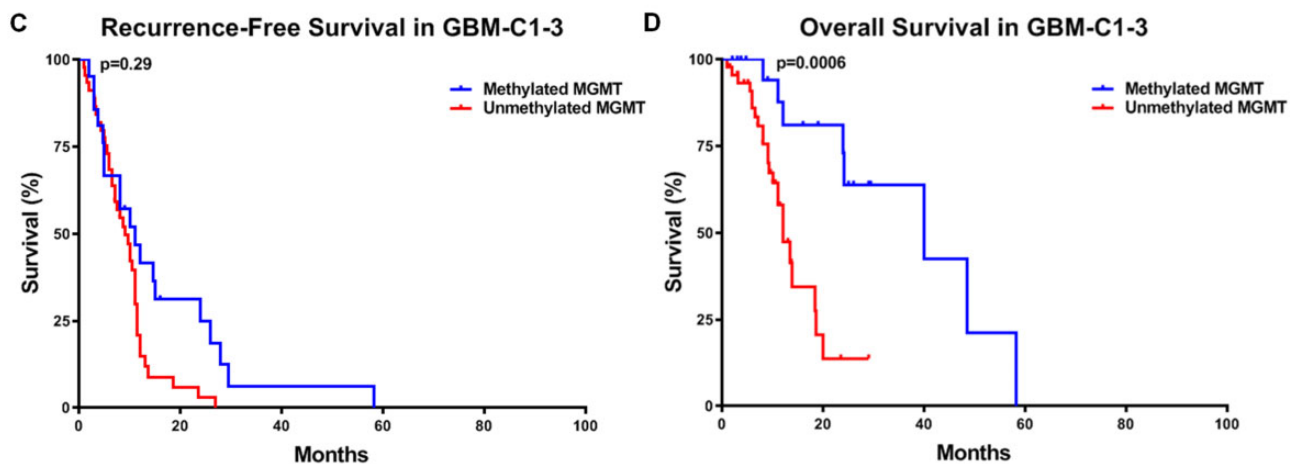 C
Recurrence-Free Survival in GBM-C1-3
p=0.29
Methylated MGMT
Unmethylated MGMT
Survival (%)
100
75
50
25
0
0 20 40 60 80 100
Months
D
Overall Survival in GBM-C1-3
p=0.0006
Methylated MGMT
Unmethylated MGMT
Survival (%)
100
75
50
25
0
0 20 40 60 80 100
Months